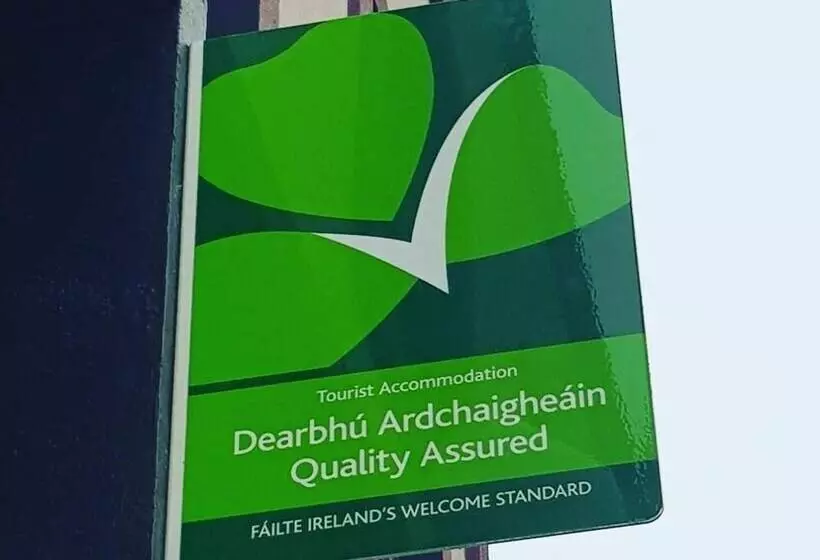 Tourist Accommodation
Dearbhú Ardchaigheáin
Quality Assured
FÁILTE IRELAND'S WELCOME STANDARD